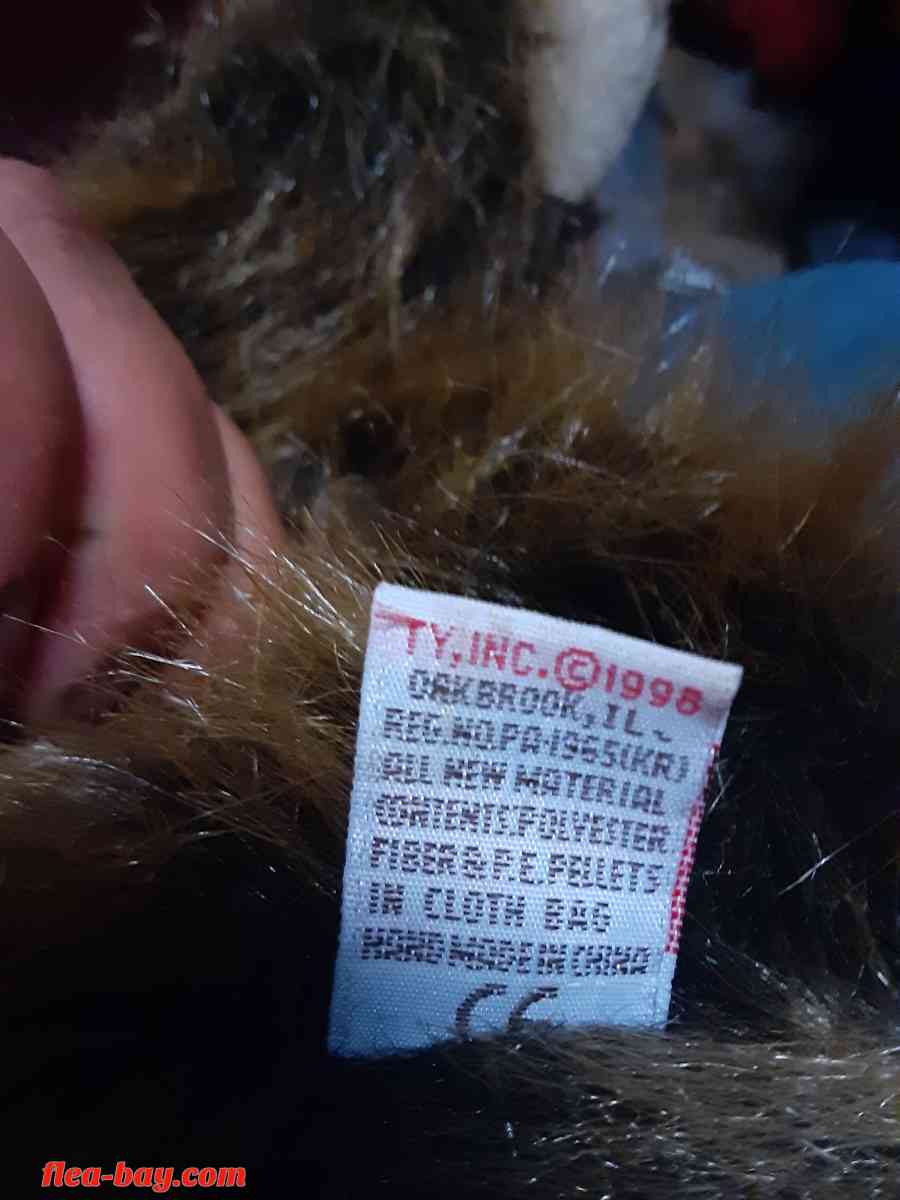 TY,INC.©1998
OAKBROOK,IL.
REG.NO.PA-1965(KR)
ALL NEW MATERIAL
CONTENTS:POLYESTER
FIBER & P.E.PELLETS
IN CLOTH BAG
HAND MADE IN CHINA
CE
flea-bay.com